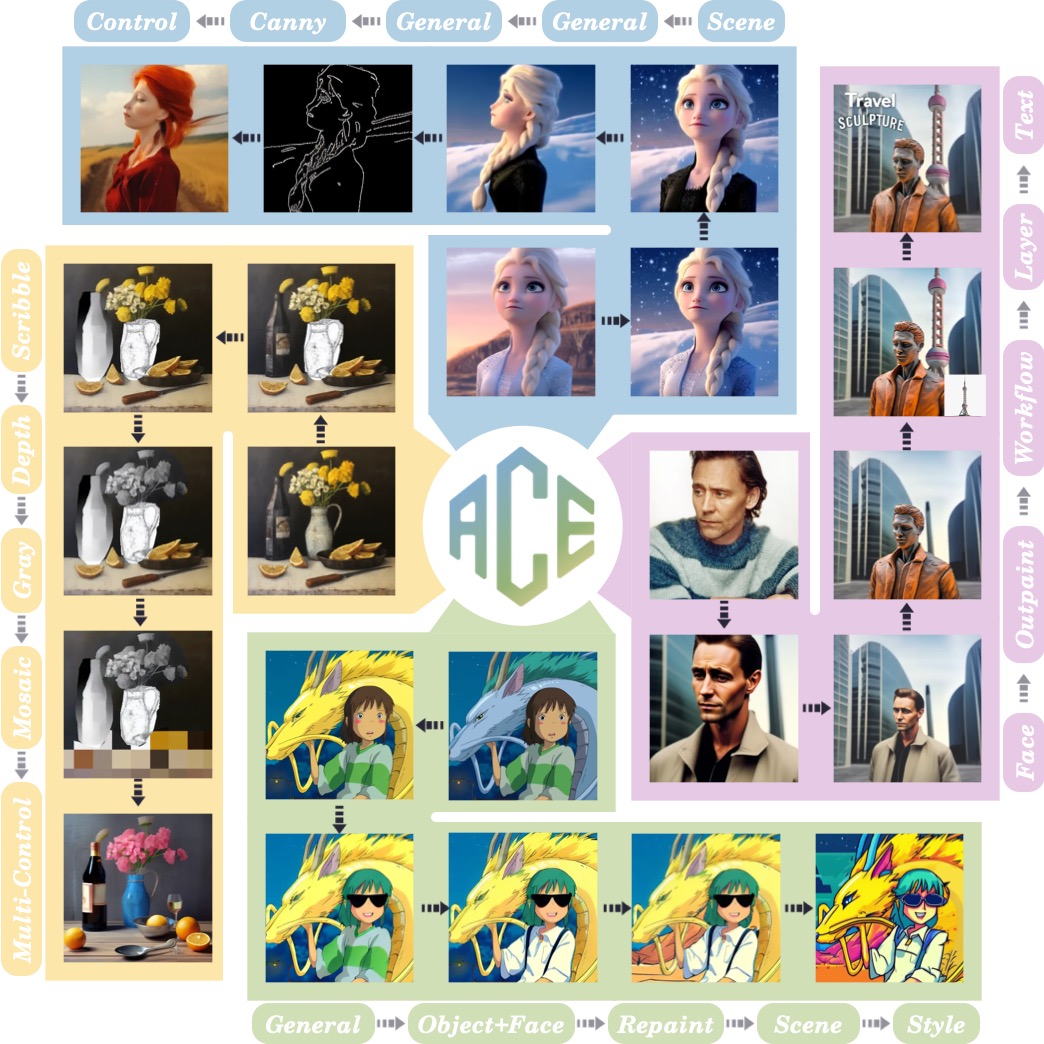 Control
Canny
General
General
Scene
Travel
SCULPTURE
Text
Layer
Workflow
Outpaint
Face
Scribble
Depth
Gray
Mosaic
Multi-Control
ACE
General
Object+Face
Repaint
Scene
Style